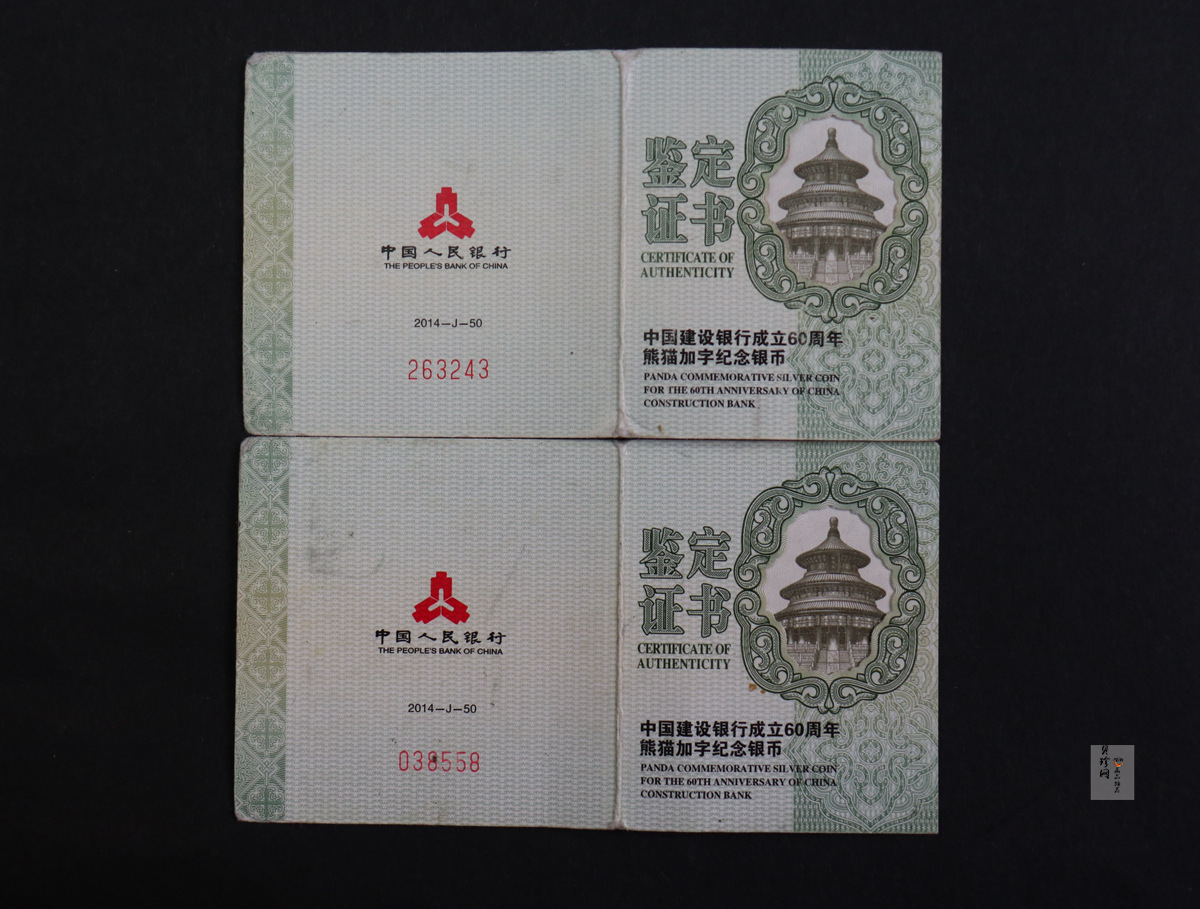 中国人民银行
THE PEOPLE'S BANK OF CHINA
2014—J—50
263243
鉴定
证书
CERTIFICATE OF
AUTHENTICITY
中国建设银行成立60周年
熊猫加字纪念银币
PANDA COMMEMORATIVE SILVER COIN
FOR THE 60TH ANNIVERSARY OF CHINA
CONSTRUCTION BANK
中国人民银行
THE PEOPLE'S BANK OF CHINA
2014—J—50
038558
鉴定
证书
CERTIFICATE OF
AUTHENTICITY
中国建设银行成立60周年
熊猫加字纪念银币
PANDA COMMEMORATIVE SILVER COIN
FOR THE 60TH ANNIVERSARY OF CHINA
CONSTRUCTION BANK